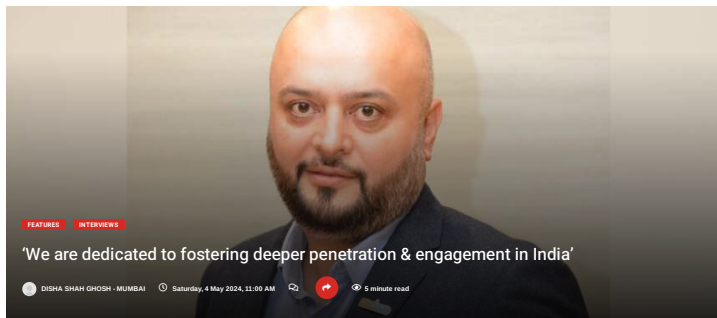 FEATURES INTERVIEWS
‘We are dedicated to fostering deeper penetration & engagement in India’
DISHA SHAH GHOSH - MUMBAI Saturday, 4 May 2024, 11:00 AM 5 minute read